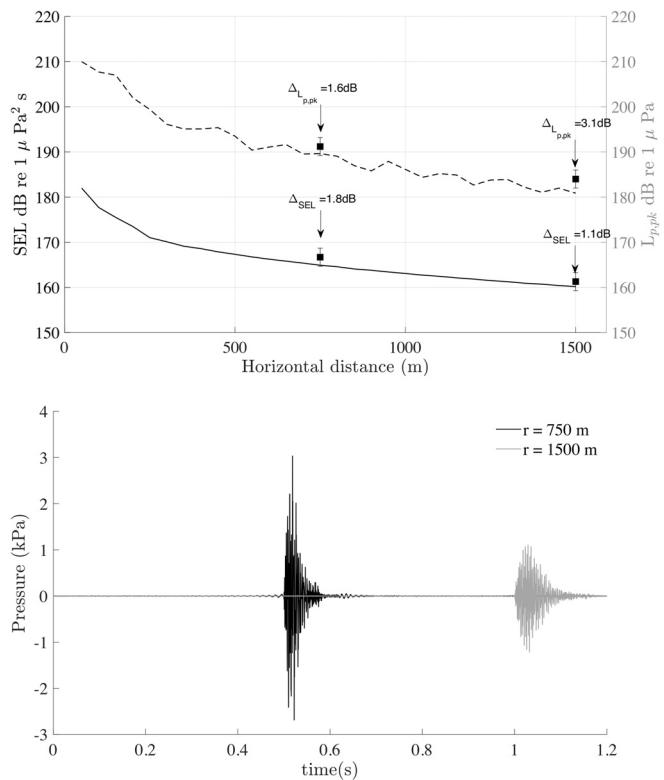 220
210
200
190
180
170
160
150
SEL dB re 1 μ Pa² s
220
210
200
190
180
170
160
150
L_{p,pk} dB re 1 μ Pa
Δ_{L_{p,pk}}=1.6dB
Δ_{L_{p,pk}}=3.1dB
Δ_{SEL}=1.8dB
Δ_{SEL}=1.1dB
0 500 1000 1500
Horizontal distance (m)
4
3
2
1
0
-1
-2
-3
Pressure (kPa)
r = 750 m
r = 1500 m
0 0.2 0.4 0.6 0.8 1 1.2
time(s)